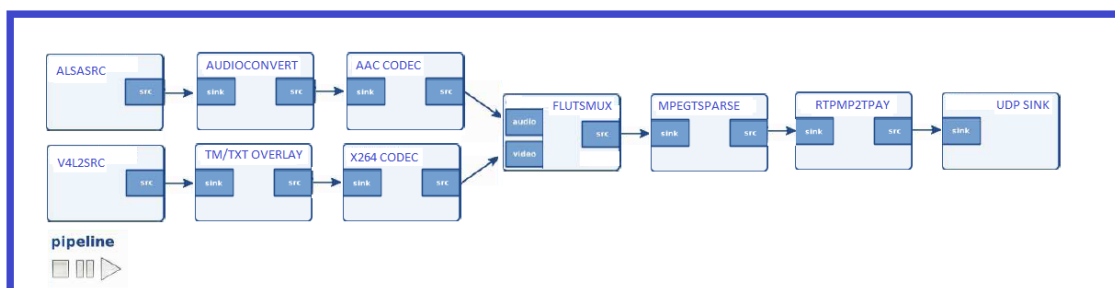 ALSASRC
src
AUDIOCONVERT
sink
src
AAC CODEC
sink
src
V4L2SRC
src
TM/TXT OVERLAY
sink
src
X264 CODEC
sink
src
FLUTSMUX
audio
video
src
MPEGTSPARSE
sink
src
RTPMP2TPAY
sink
src
UDP SINK
sink
pipeline